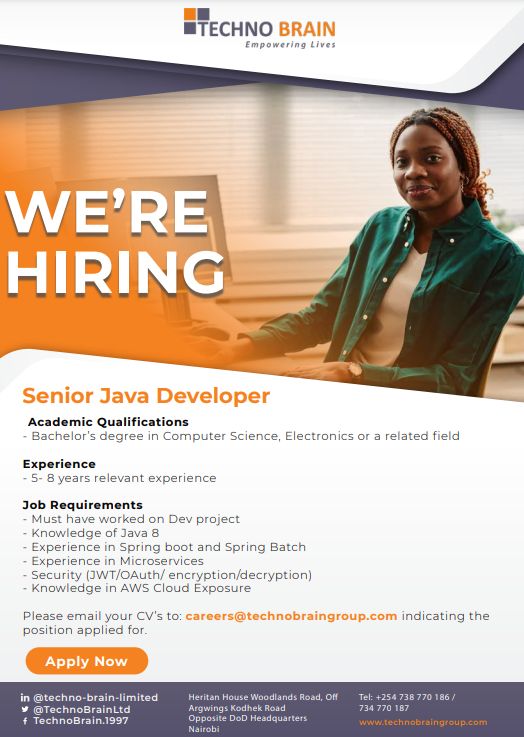 TECHNO BRAIN
Empowering Lives
WE’RE
HIRING
Senior Java Developer
Academic Qualifications
- Bachelor’s degree in Computer Science, Electronics or a related field
Experience
- 5- 8 years relevant experience
Job Requirements
- Must have worked on Dev project
- Knowledge of Java 8
- Experience in Spring boot and Spring Batch
- Experience in Microservices
- Security (JWT/OAuth/ encryption/decryption)
- Knowledge in AWS Cloud Exposure
Please email your CV’s to: careers@technobraingroup.com indicating the
position applied for.
Apply Now
in @techno-brain-limited
@TechnoBrainLtd
f TechnoBrain.1997
Heritan House Woodlands Road, Off
Argwings Kodhek Road
Opposite DoD Headquarters
Nairobi
Tel: +254 738 770 186 /
734 770 187
www.technobraingroup.com